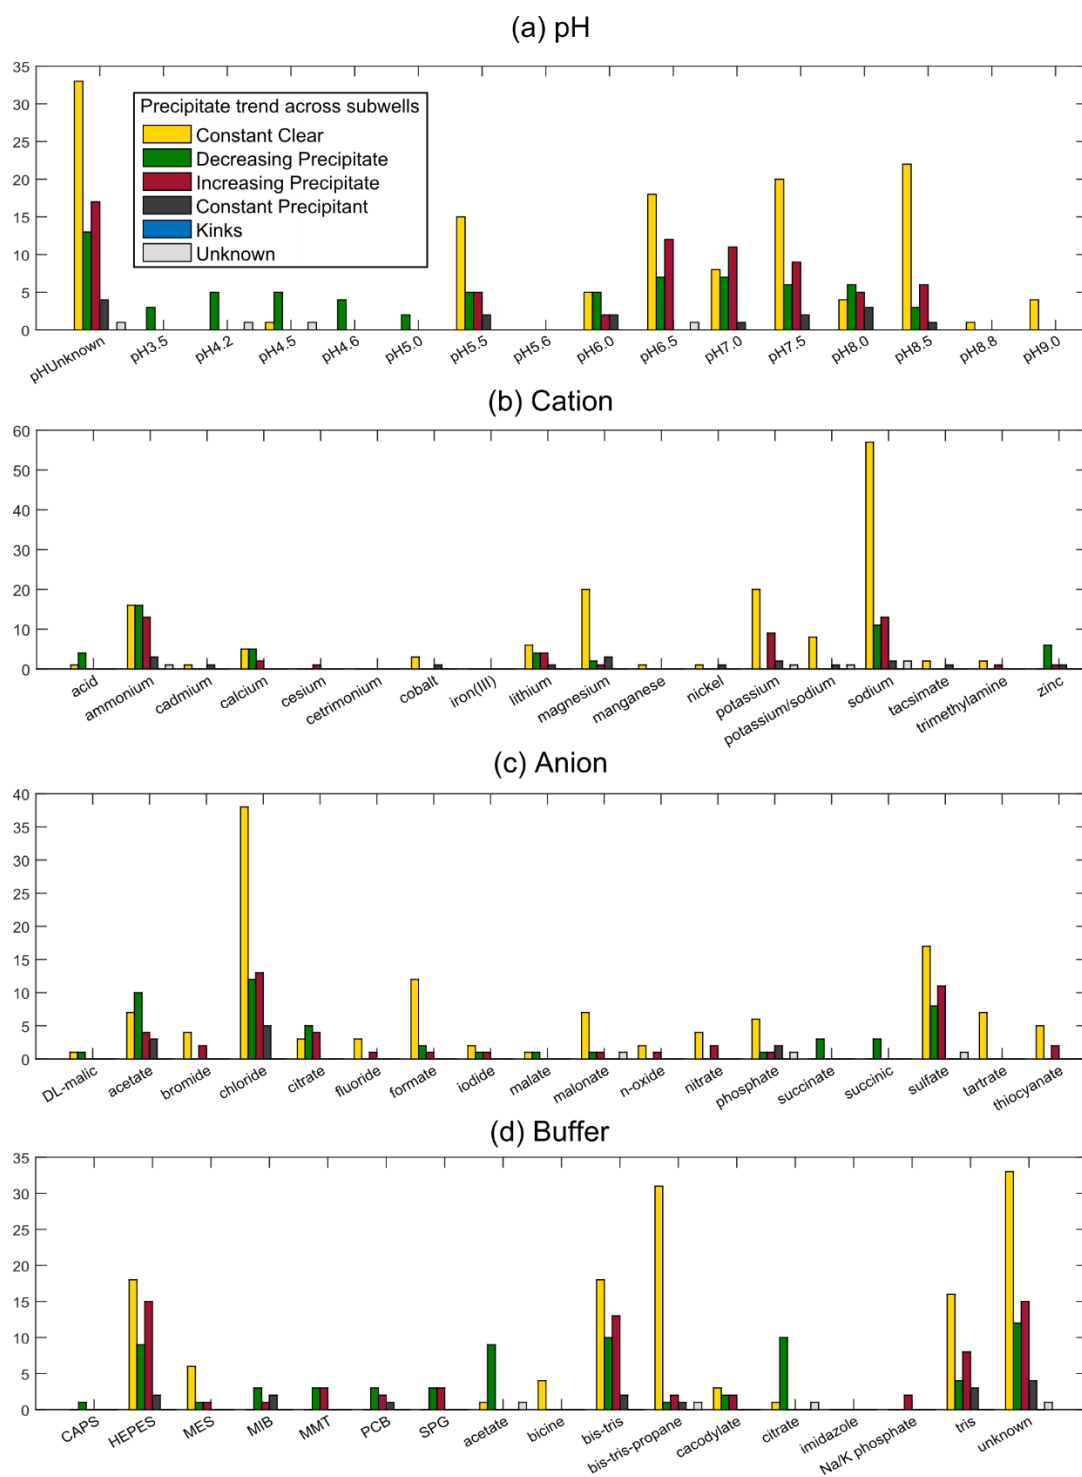 (a) pH
35
30
25
20
15
10
5
0
Precipitate trend across subwells
Constant Clear
Decreasing Precipitate
Increasing Precipitate
Constant Precipitant
Kinks
Unknown
pHUnknown pH3.5 pH4.2 pH4.5 pH4.6 pH5.0 pH5.5 pH5.6 pH6.0 pH6.5 pH7.0 pH7.5 pH8.0 pH8.5 pH8.8 pH9.0
(b) Cation
60
50
40
30
20
10
0
acid ammonium cadmium calcium cesium cetrimonium cobalt iron(III) lithium magnesium manganese nickel potassium potassium/sodium sodium tacsimate trimethylamine zinc
(c) Anion
40
35
30
25
20
15
10
5
0
DL-malic acetate bromide chloride citrate fluoride formate iodide malate malonate n-oxide nitrate phosphate succinate succinic sulfate tartrate thiocyanate
(d) Buffer
35
30
25
20
15
10
5
0
CAPS HEPES MES MIB MMT PCB SPG acetate bicine bis-tris bis-tris-propane cacodylate citrate imidazole Na/K phosphate tris unknown